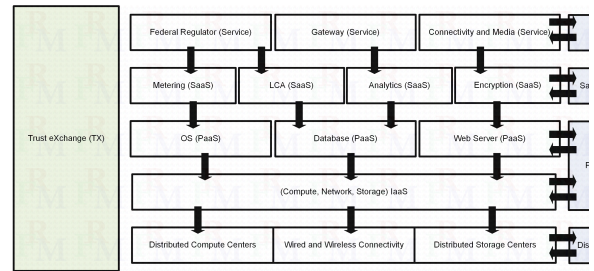 Federal Regulator (Service)
Gateway (Service)
Connectivity and Media (Service)
Metering (SaaS)
LCA (SaaS)
Analytics (SaaS)
Encryption (SaaS)
Sa
Trust eXchange (TX)
OS (PaaS)
Database (PaaS)
Web Server (PaaS)
P
(Compute, Network, Storage) IaaS
Distributed Compute Centers
Wired and Wireless Connectivity
Distributed Storage Centers
Dis